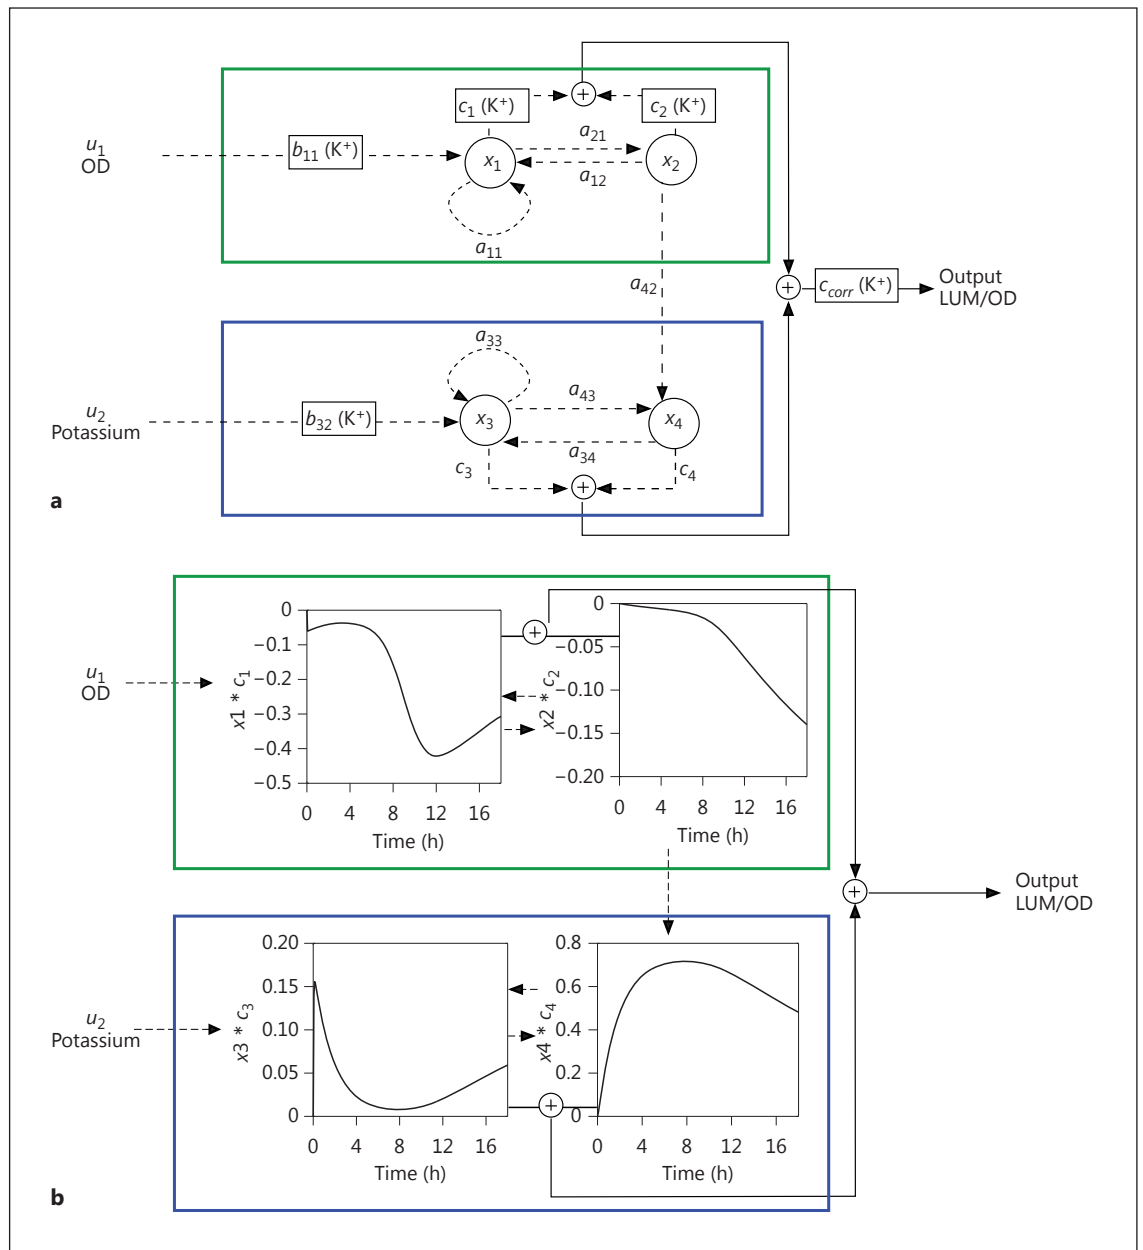 c₁ (K⁺)
c₂ (K⁺)
u₁
OD
b₁₁ (K⁺)
x₁
a₂₁
a₁₂
x₂
a₁₁
a₄₂
c_corr (K⁺)
Output
LUM/OD
a₃₃
u₂
Potassium
b₃₂ (K⁺)
x₃
a₄₃
a₃₄
x₄
c₃
c₄
a
u₁
OD
x1 * c₁
0
−0.1
−0.2
−0.3
−0.4
−0.5
0 4 8 12 16
Time (h)
x2 * c₂
0
−0.05
−0.10
−0.15
−0.20
0 4 8 12 16
Time (h)
Output
LUM/OD
u₂
Potassium
x3 * c₃
0.20
0.15
0.10
0.05
0
0 4 8 12 16
Time (h)
x4 * c₄
0.8
0.6
0.4
0.2
0
0 4 8 12 16
Time (h)
b